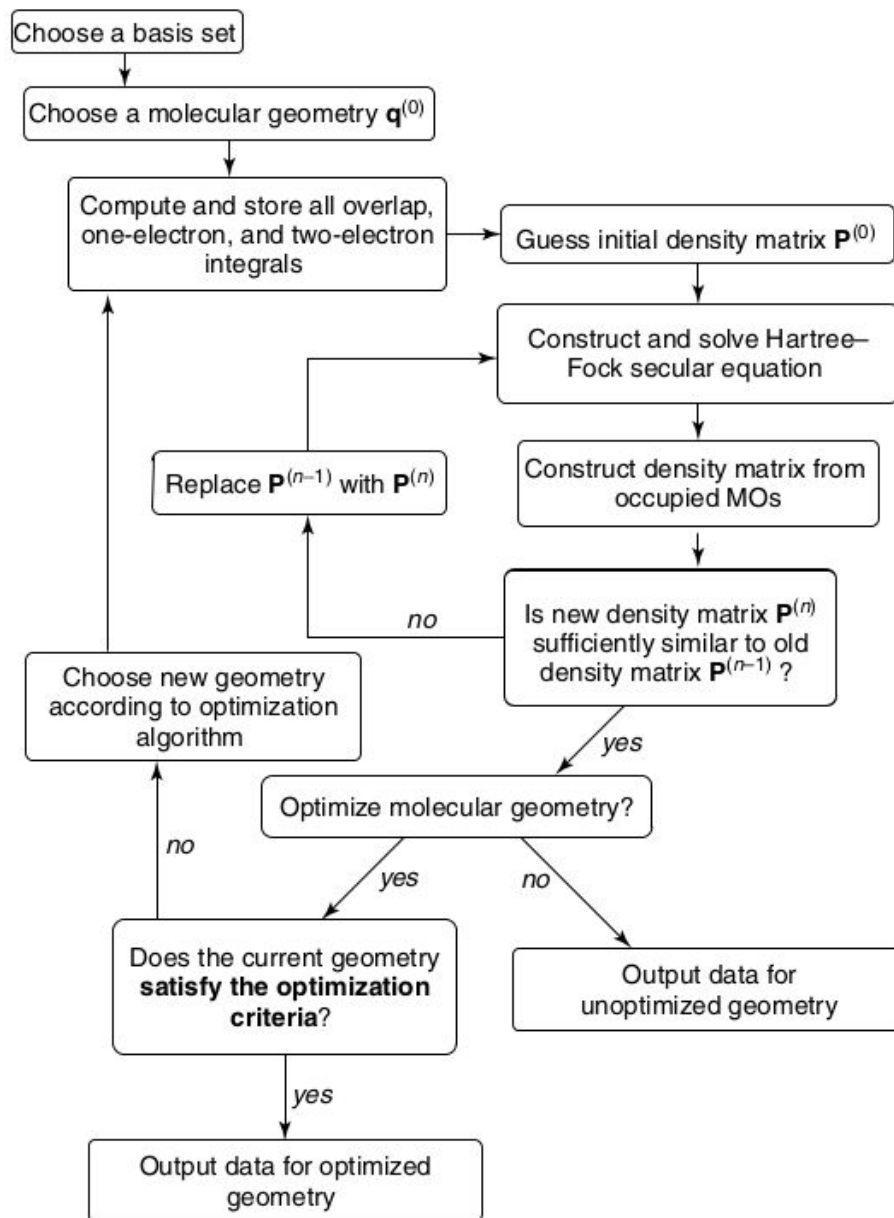 Choose a basis set
Choose a molecular geometry q⁽⁰⁾
Compute and store all overlap,
one-electron, and two-electron
integrals
Guess initial density matrix P⁽⁰⁾
Construct and solve Hartree–
Fock secular equation
Replace P⁽ⁿ⁻¹⁾ with P⁽ⁿ⁾
Construct density matrix from
occupied MOs
no
Is new density matrix P⁽ⁿ⁾
sufficiently similar to old
density matrix P⁽ⁿ⁻¹⁾ ?
Choose new geometry
according to optimization
algorithm
yes
Optimize molecular geometry?
no
yes
no
Does the current geometry
satisfy the optimization
criteria?
Output data for
unoptimized geometry
yes
Output data for optimized
geometry